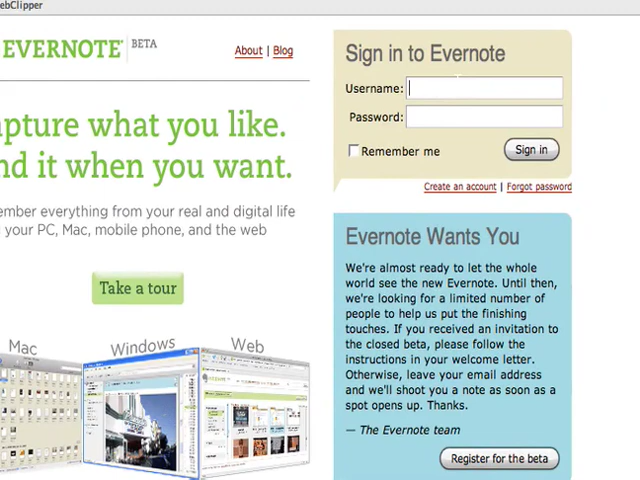 ebClipper
EVERNOTE BETA
About | Blog
apture what you like.
nd it when you want.
ember everything from your real and digital life
your PC, Mac, mobile phone, and the web
Take a tour
Mac
Windows
Web
Sign in to Evernote
Username:
Password:
Remember me
Sign in
Create an account | Forgot password
Evernote Wants You
We're almost ready to let the whole
world see the new Evernote. Until then,
we're looking for a limited number of
people to help us put the finishing
touches. If you received an invitation to
the closed beta, please follow the
instructions in your welcome letter.
Otherwise, leave your email address
and we'll shoot you a note as soon as a
spot opens up. Thanks.
— The Evernote team
Register for the beta